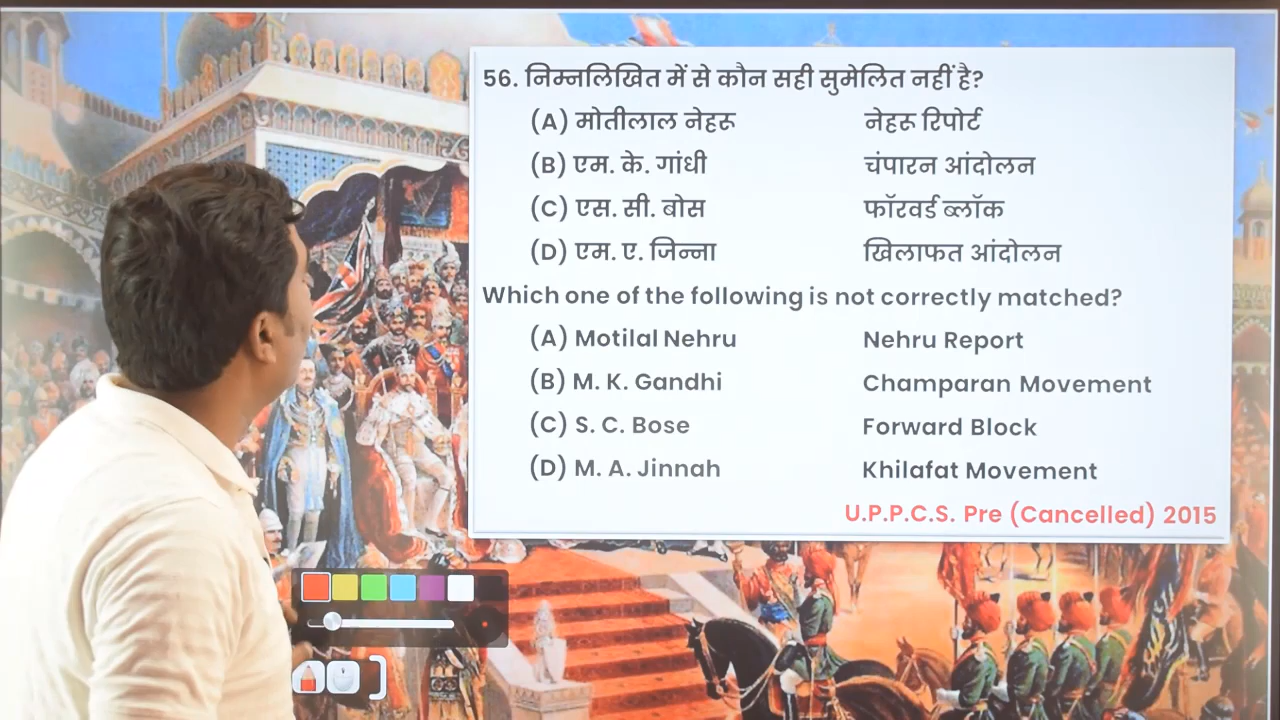 56. निम्नलिखित में से कौन सही सुमेलित नहीं है?
(A) मोतीलाल नेहरू नेहरू रिपोर्ट
(B) एम. के. गांधी चंपारन आंदोलन
(C) एस. सी. बोस फॉरवर्ड ब्लॉक
(D) एम. ए. जिन्ना खिलाफत आंदोलन
Which one of the following is not correctly matched?
(A) Motilal Nehru Nehru Report
(B) M. K. Gandhi Champaran Movement
(C) S. C. Bose Forward Block
(D) M. A. Jinnah Khilafat Movement
U.P.P.C.S. Pre (Cancelled) 2015